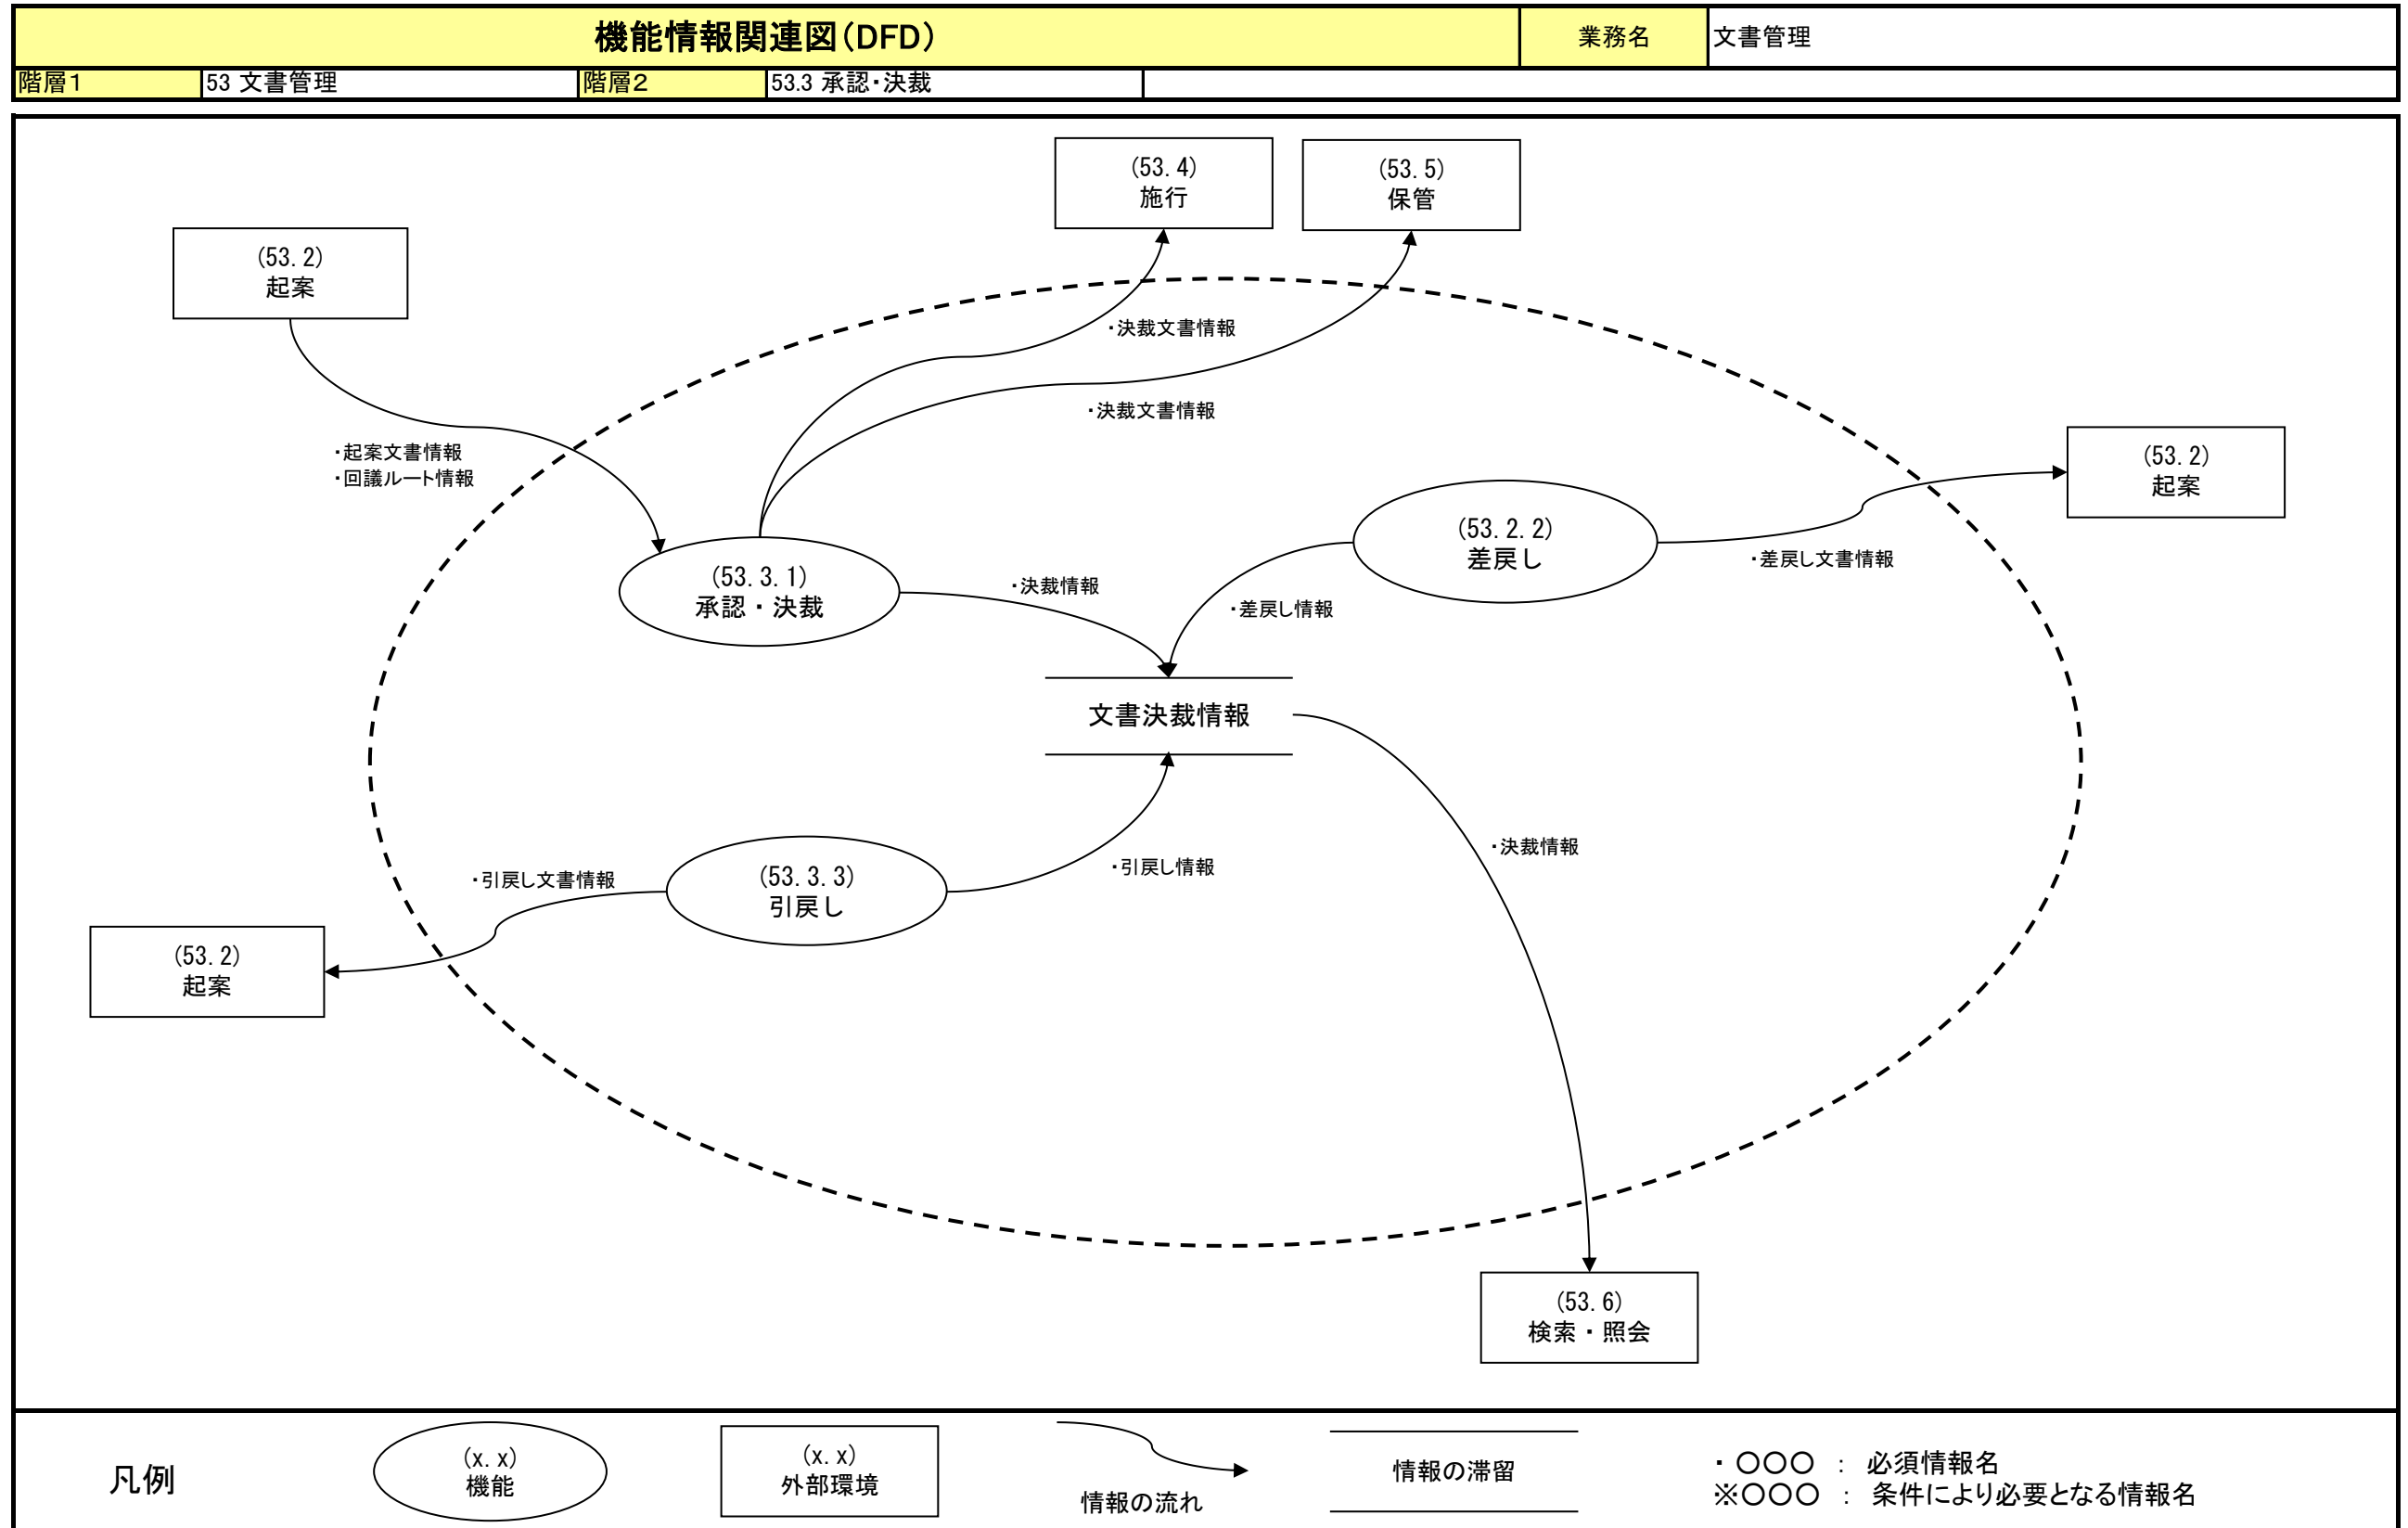 機能情報関連図(DFD)
業務名
文書管理
階層1
53 文書管理
階層2
53.3 承認・決裁
(53.4)
施行
(53.5)
保管
(53.2)
起案
・決裁文書情報
・決裁文書情報
・起案文書情報
・回議ルート情報
(53.2)
起案
(53.2.2)
差戻し
・差戻し文書情報
(53.3.1)
承認・決裁
・決裁情報
・差戻し情報
文書決裁情報
・決裁情報
(53.3.3)
引戻し
・引戻し文書情報
・引戻し情報
(53.2)
起案
(53.6)
検索・照会
凡例
(x.x)
機能
(x.x)
外部環境
情報の流れ
情報の滞留
・ 〇〇〇 : 必須情報名
※〇〇〇 : 条件により必要となる情報名